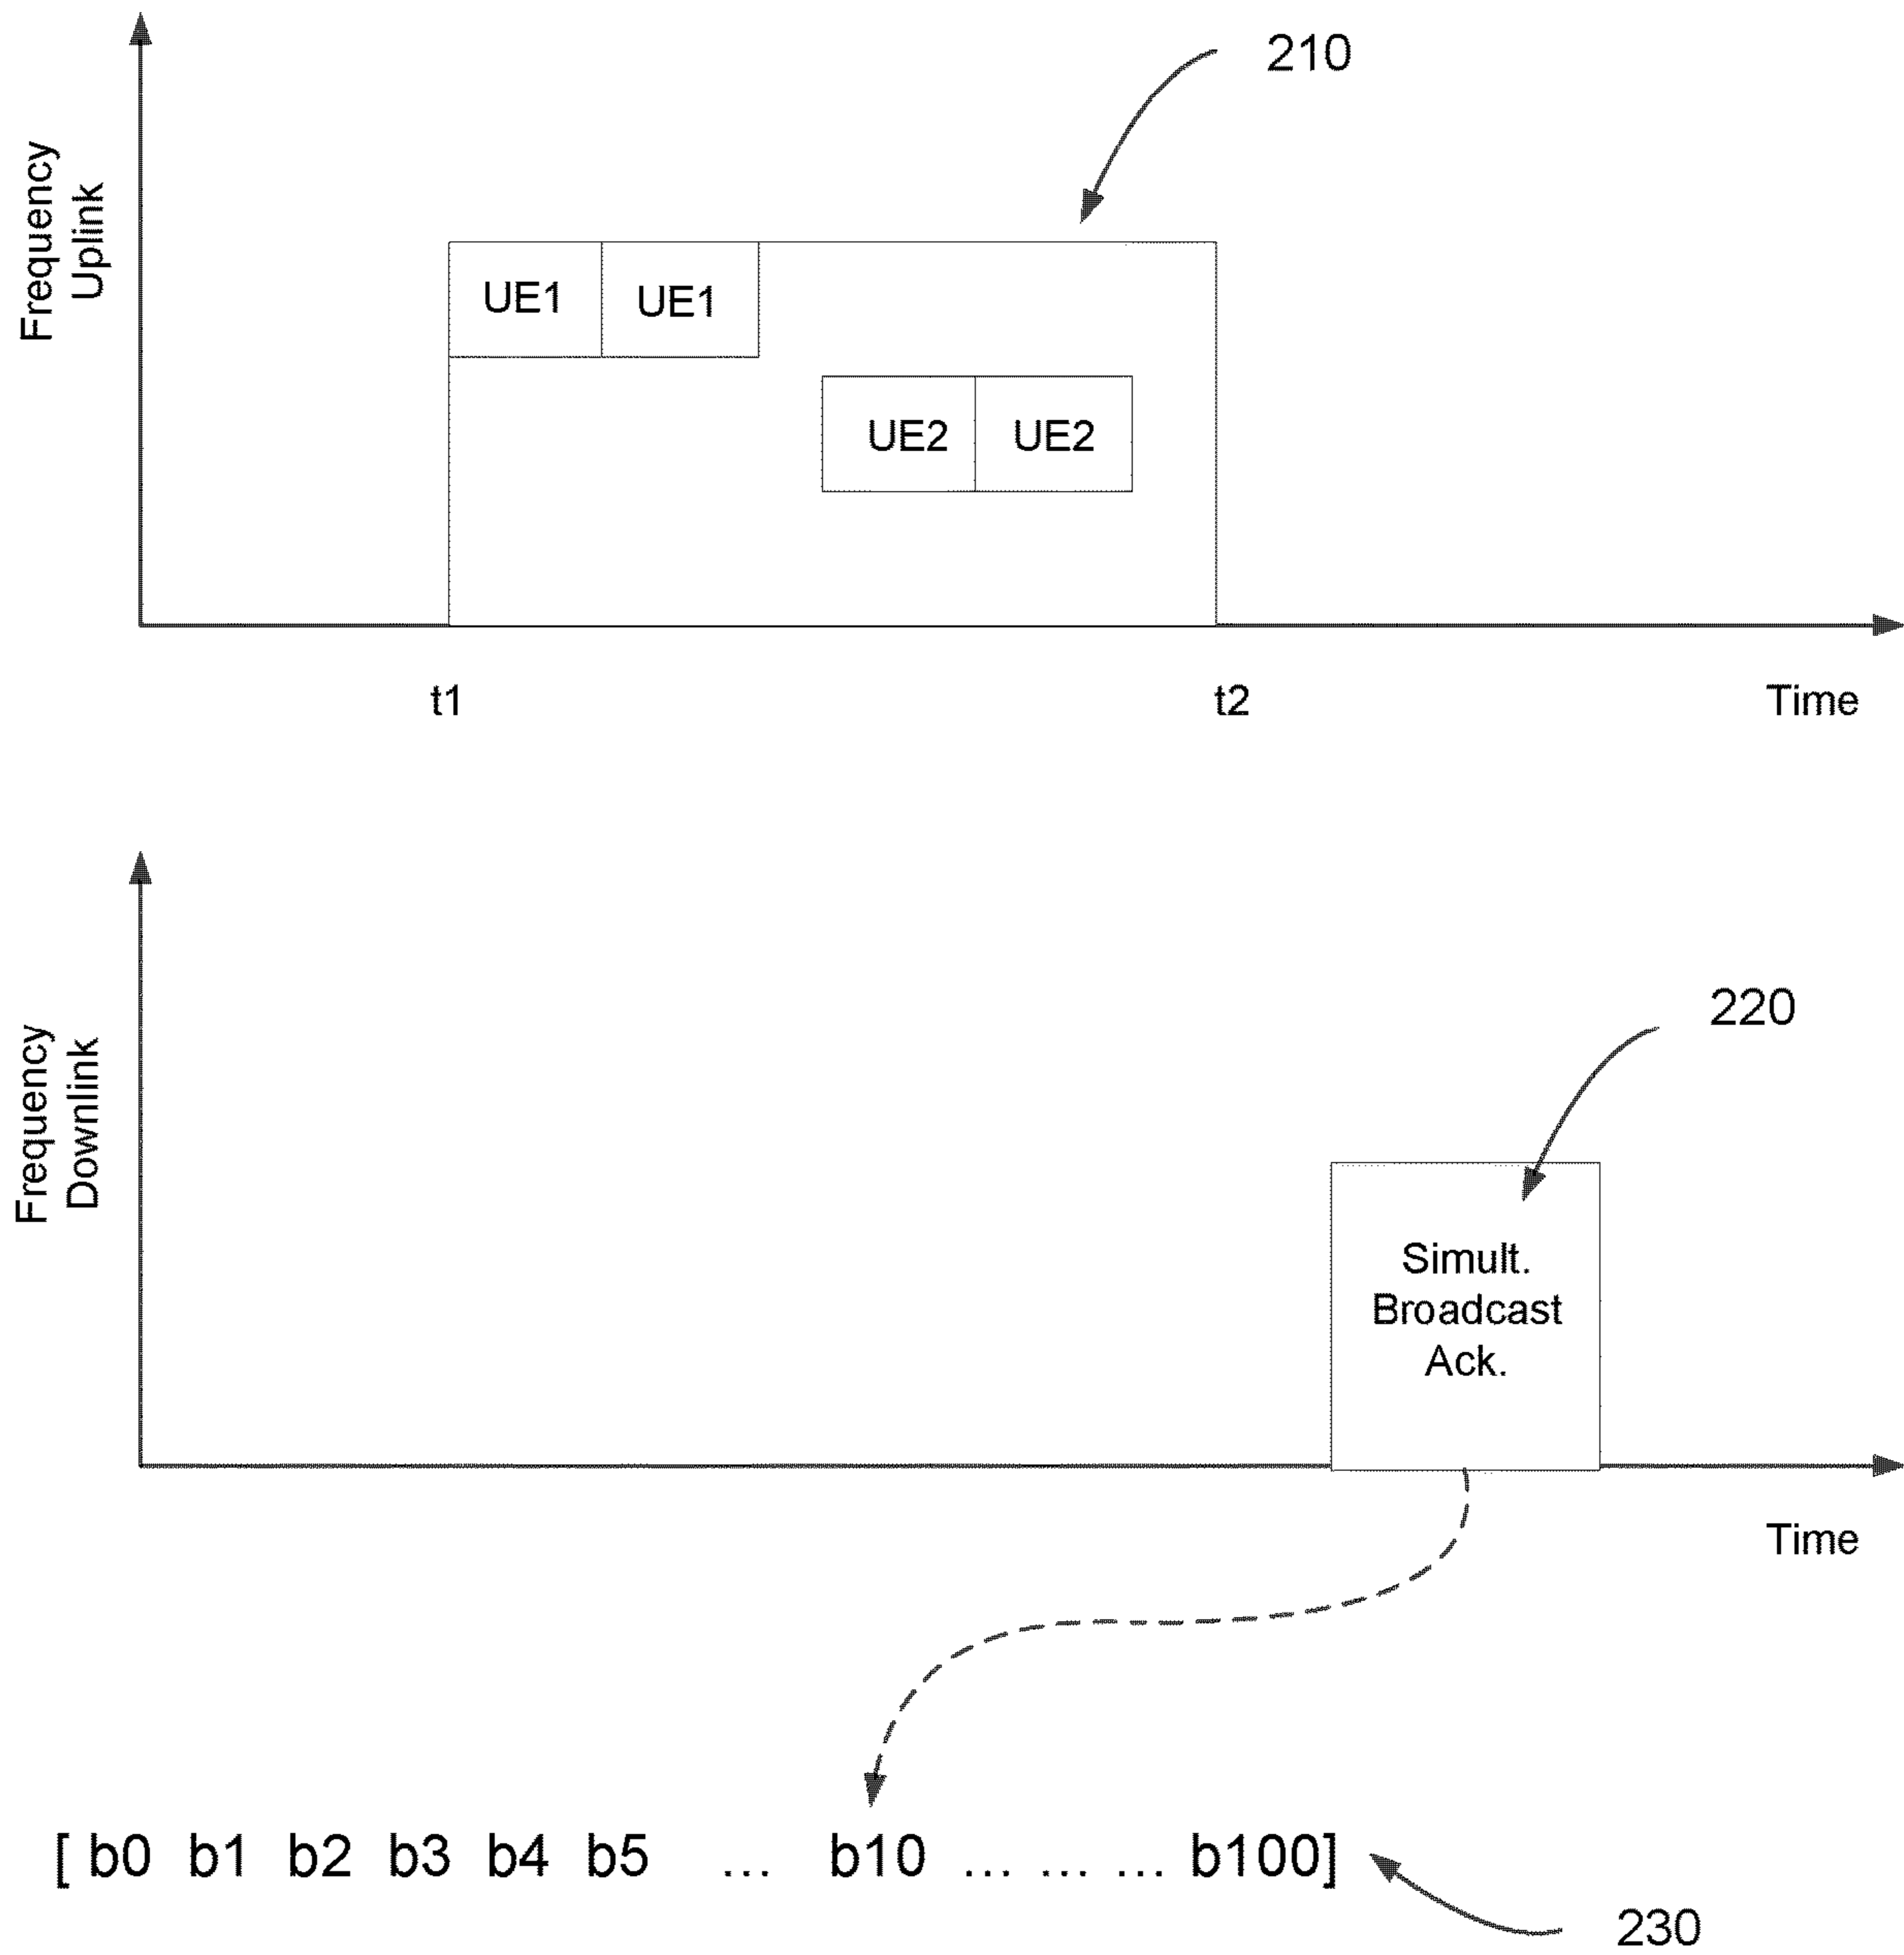 210
Frequency
Uplink
UE1 UE1
UE2 UE2
t1 t2 Time
220
Frequency
Downlink
Simult.
Broadcast
Ack.
Time
[ b0 b1 b2 b3 b4 b5 ... b10 ... ... ... b100]
230